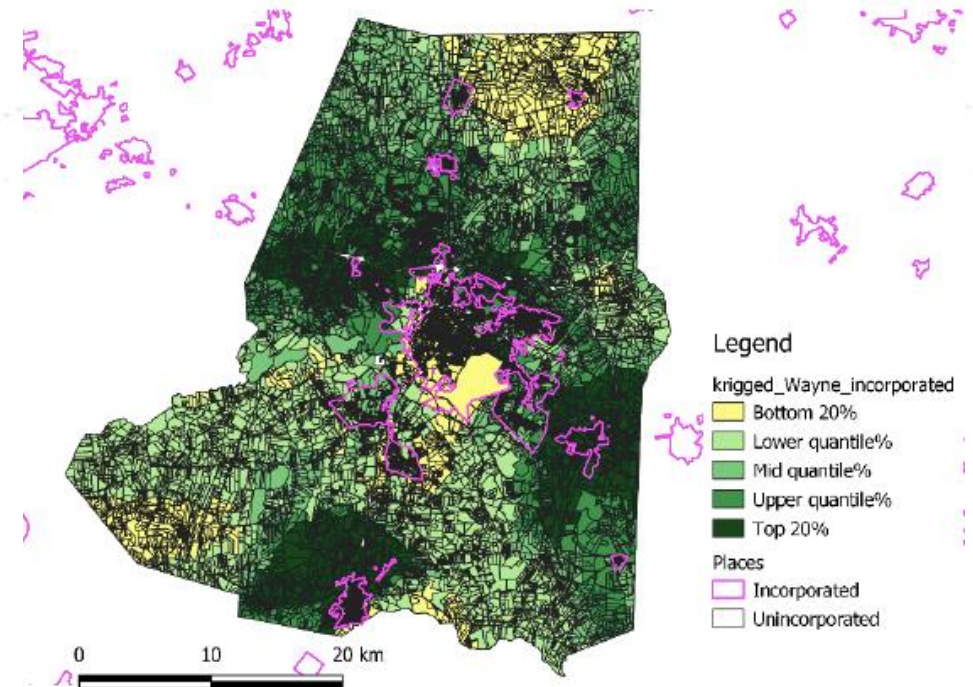 Legend
krigged_Wayne_incorporated
Bottom 20%
Lower quantile%
Mid quantile%
Upper quantile%
Top 20%
Places
Incorporated
Unincorporated
0 10 20 km